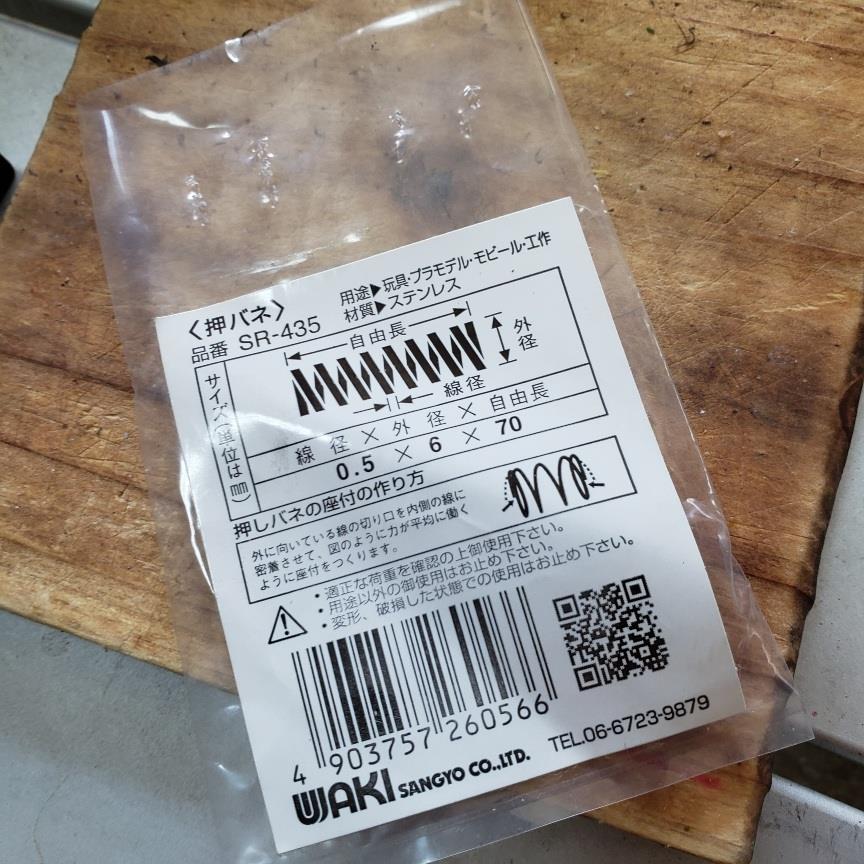 〈押バネ〉
品番 SR-435
用途▶玩具・プラモデル・モビール・工作
材質▶ステンレス
サイズ(単位はmm)
自由長
外径
線径
線径×外径×自由長
0.5×6×70
押しバネの座付の作り方
外に向いている線の切り口を内側の線に
密着させて、図のように力が平均に働く
ように座付をつくります。
・適正な荷重を確認の上御使用下さい。
・用途以外の御使用はお止め下さい。
・変形、破損した状態での使用はお止め下さい。
4 903757 260566
TEL.06-6723-9879
WAKI SANGYO CO.,LTD.